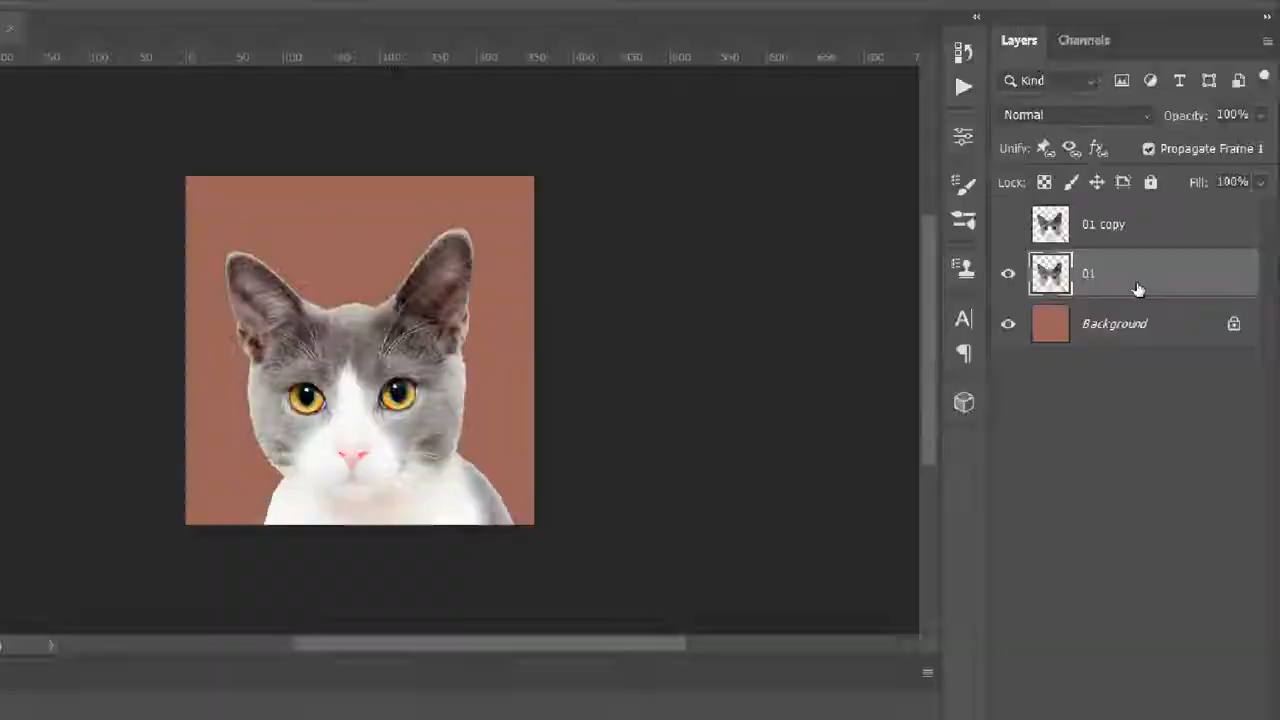 Layers Channels
Kind
Normal Opacity: 100%
Unify: Propagate Frame 1
Lock: Fill: 100%
01 copy
01
Background